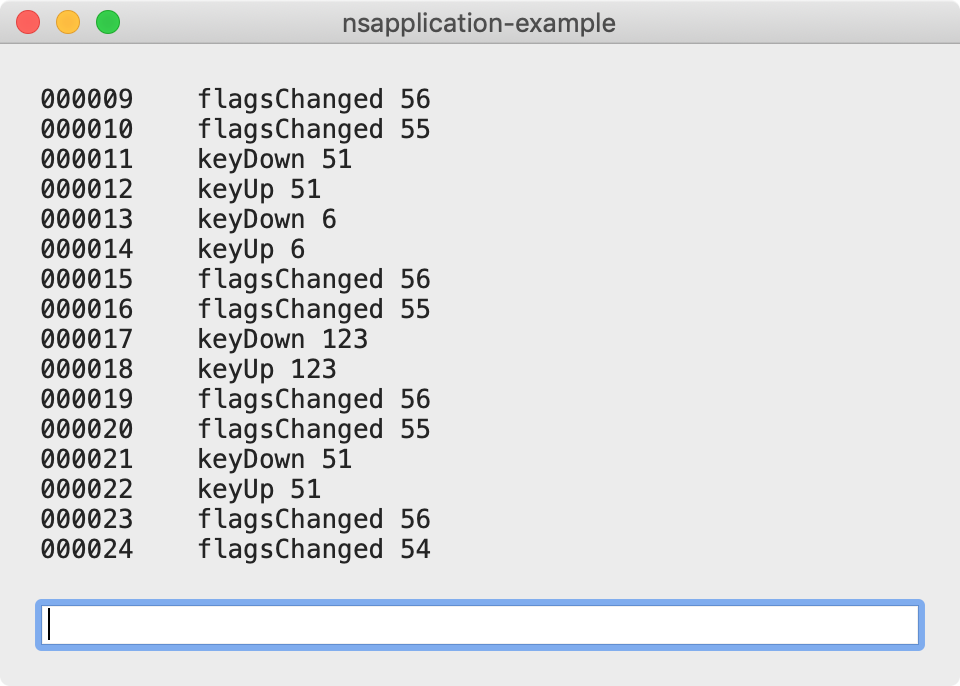 nsapplication-example
000009    flagsChanged 56
000010    flagsChanged 55
000011    keyDown 51
000012    keyUp 51
000013    keyDown 6
000014    keyUp 6
000015    flagsChanged 56
000016    flagsChanged 55
000017    keyDown 123
000018    keyUp 123
000019    flagsChanged 56
000020    flagsChanged 55
000021    keyDown 51
000022    keyUp 51
000023    flagsChanged 56
000024    flagsChanged 54